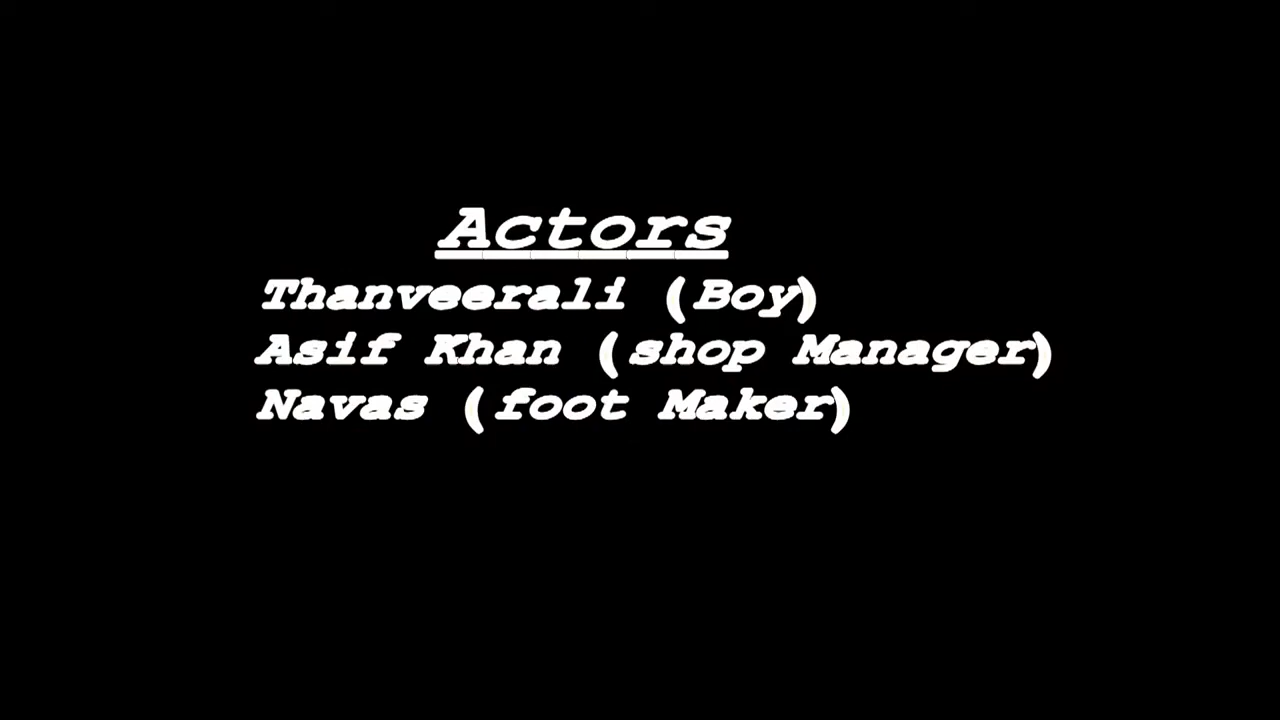 Actors
Thanveerali (Boy)
Asif Khan (shop Manager)
Navas (foot Maker)